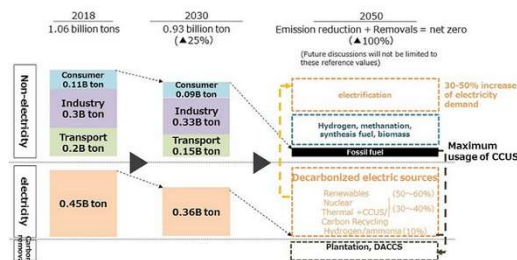 2018
1.06 billion tons
2030
0.93 billion ton
(▲25%)
2050
Emission reduction + Removals = net zero
(▲100%)
(Future discussions will not be limited to
these reference values)
Non-electricity
Consumer
0.11B ton
Industry
0.3B ton
Transport
0.2B ton
Consumer
0.09B ton
Industry
0.33B ton
Transport
0.15B ton
electrification
30-50% increase
of electricity
demand
Hydrogen, methanation,
synthesis fuel, biomass
Fossil fuel
Maximum
usage of CCUS
electricity
0.45B ton
0.36B ton
Decarbonized electric sources
Renewables (50~60%)
Nuclear
Thermal +CCUS/ (30~40%)
Carbon Recycling
Hydrogen/ammonia (10%)
Carbon
removal
Plantation, DACCS